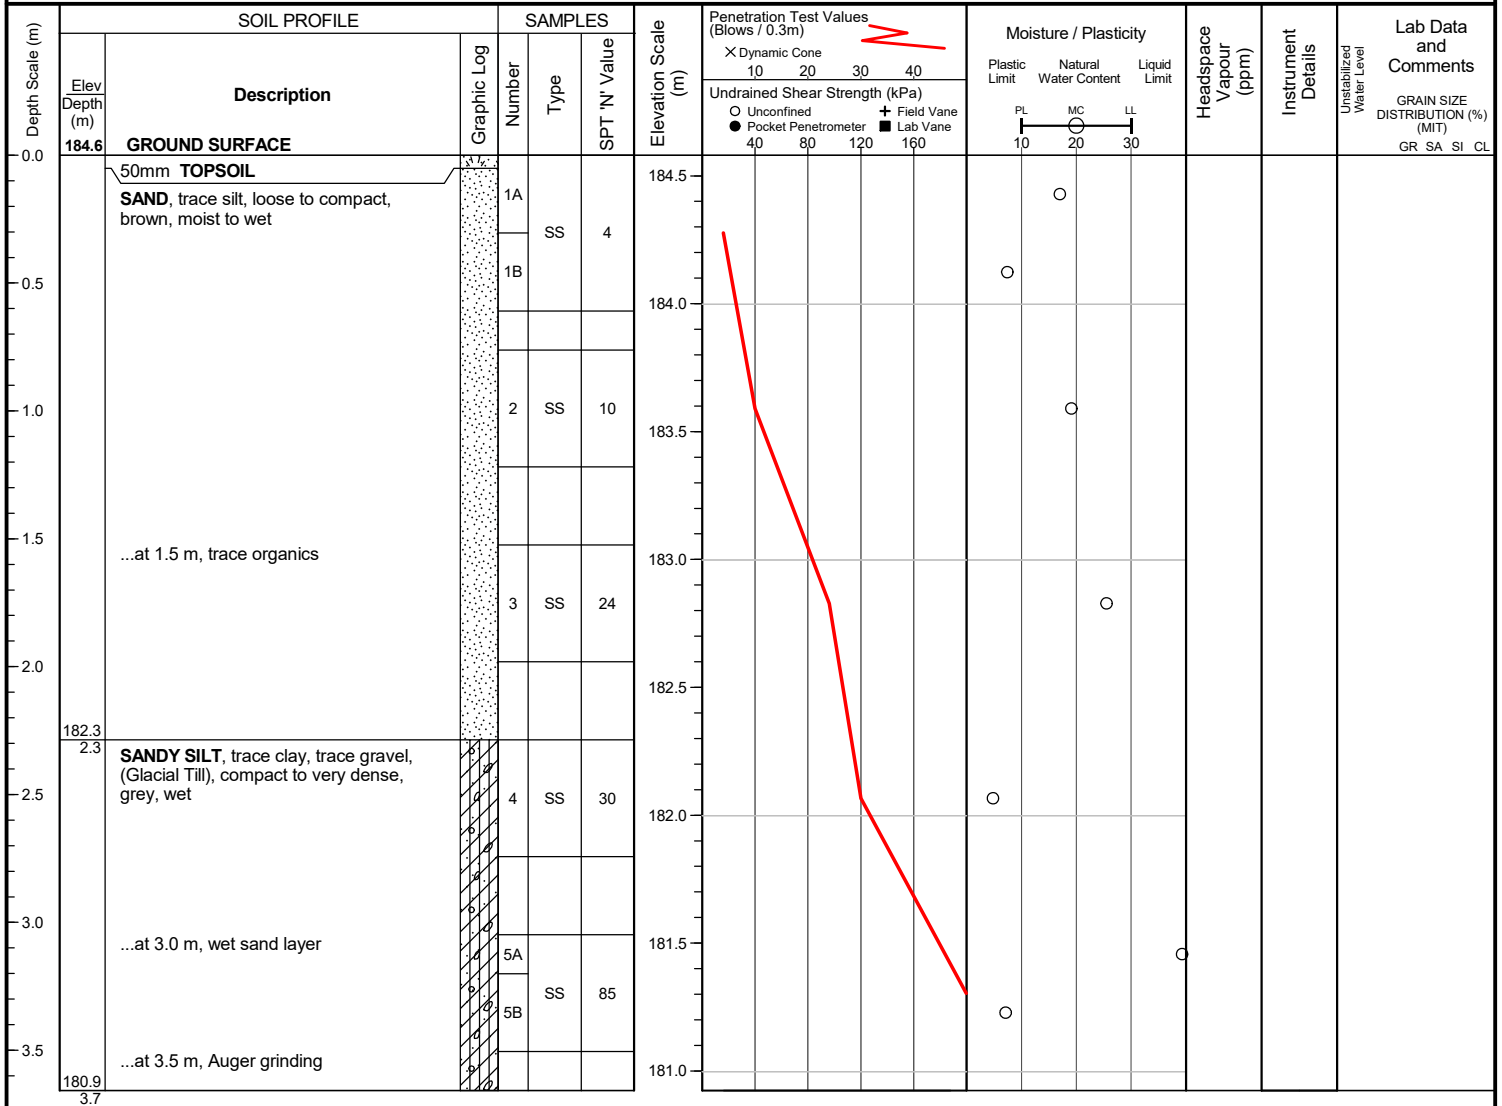 SOIL PROFILE
SAMPLES
Depth Scale (m)
Elev
Depth
(m)
Description
Graphic Log
Number
Type
SPT 'N' Value
Elevation Scale
(m)
Penetration Test Values
(Blows / 0.3m)
Dynamic Cone
10 20 30 40
Undrained Shear Strength (kPa)
Unconfined Field Vane
Pocket Penetrometer Lab Vane
40 80 120 160
Moisture / Plasticity
Plastic Limit
Natural Water Content
Liquid Limit
PL MC LL
10 20 30
Headspace
Vapour
(ppm)
Instrument
Details
Unstabilized
Water Level
Lab Data
and
Comments
GRAIN SIZE
DISTRIBUTION (%)
(MIT)
GR SA SI CL
184.6 GROUND SURFACE
0.0
50mm TOPSOIL
184.5
SAND, trace silt, loose to compact,
brown, moist to wet
1A
SS 4
1B
0.5
184.0
1.0
2 SS 10
183.5
1.5
...at 1.5 m, trace organics
183.0
3 SS 24
2.0
182.5
182.3
2.3
SANDY SILT, trace clay, trace gravel,
(Glacial Till), compact to very dense,
grey, wet
2.5
4 SS 30
182.0
3.0
...at 3.0 m, wet sand layer
181.5
5A
SS 85
5B
3.5
...at 3.5 m, Auger grinding
181.0
180.9
3.7